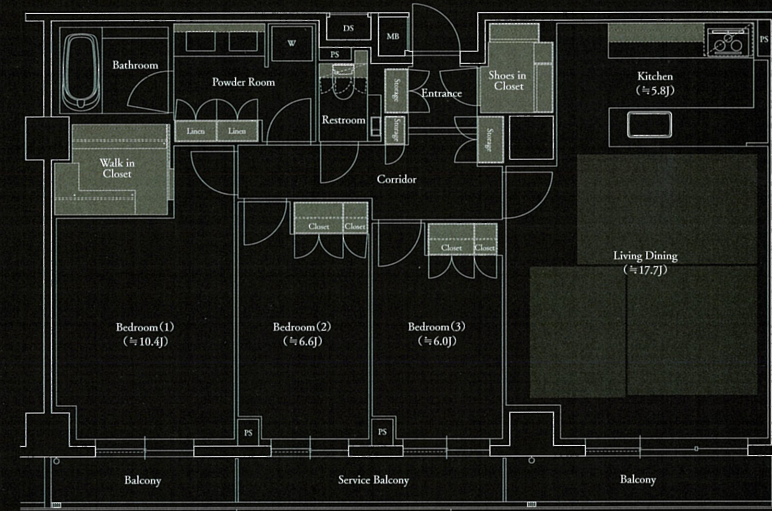 DS
MB
PS
W
PS
Bathroom
Powder Room
Storage
Entrance
Shoes in
Closet
Kitchen
(≒5.8J)
Linen
Linen
Restroom
Storage
Storage
Walk in
Closet
Corridor
Closet
Closet
Closet
Closet
Living Dining
(≒17.7J)
Bedroom(1)
(≒10.4J)
Bedroom(2)
(≒6.6J)
Bedroom(3)
(≒6.0J)
PS
PS
Balcony
Service Balcony
Balcony